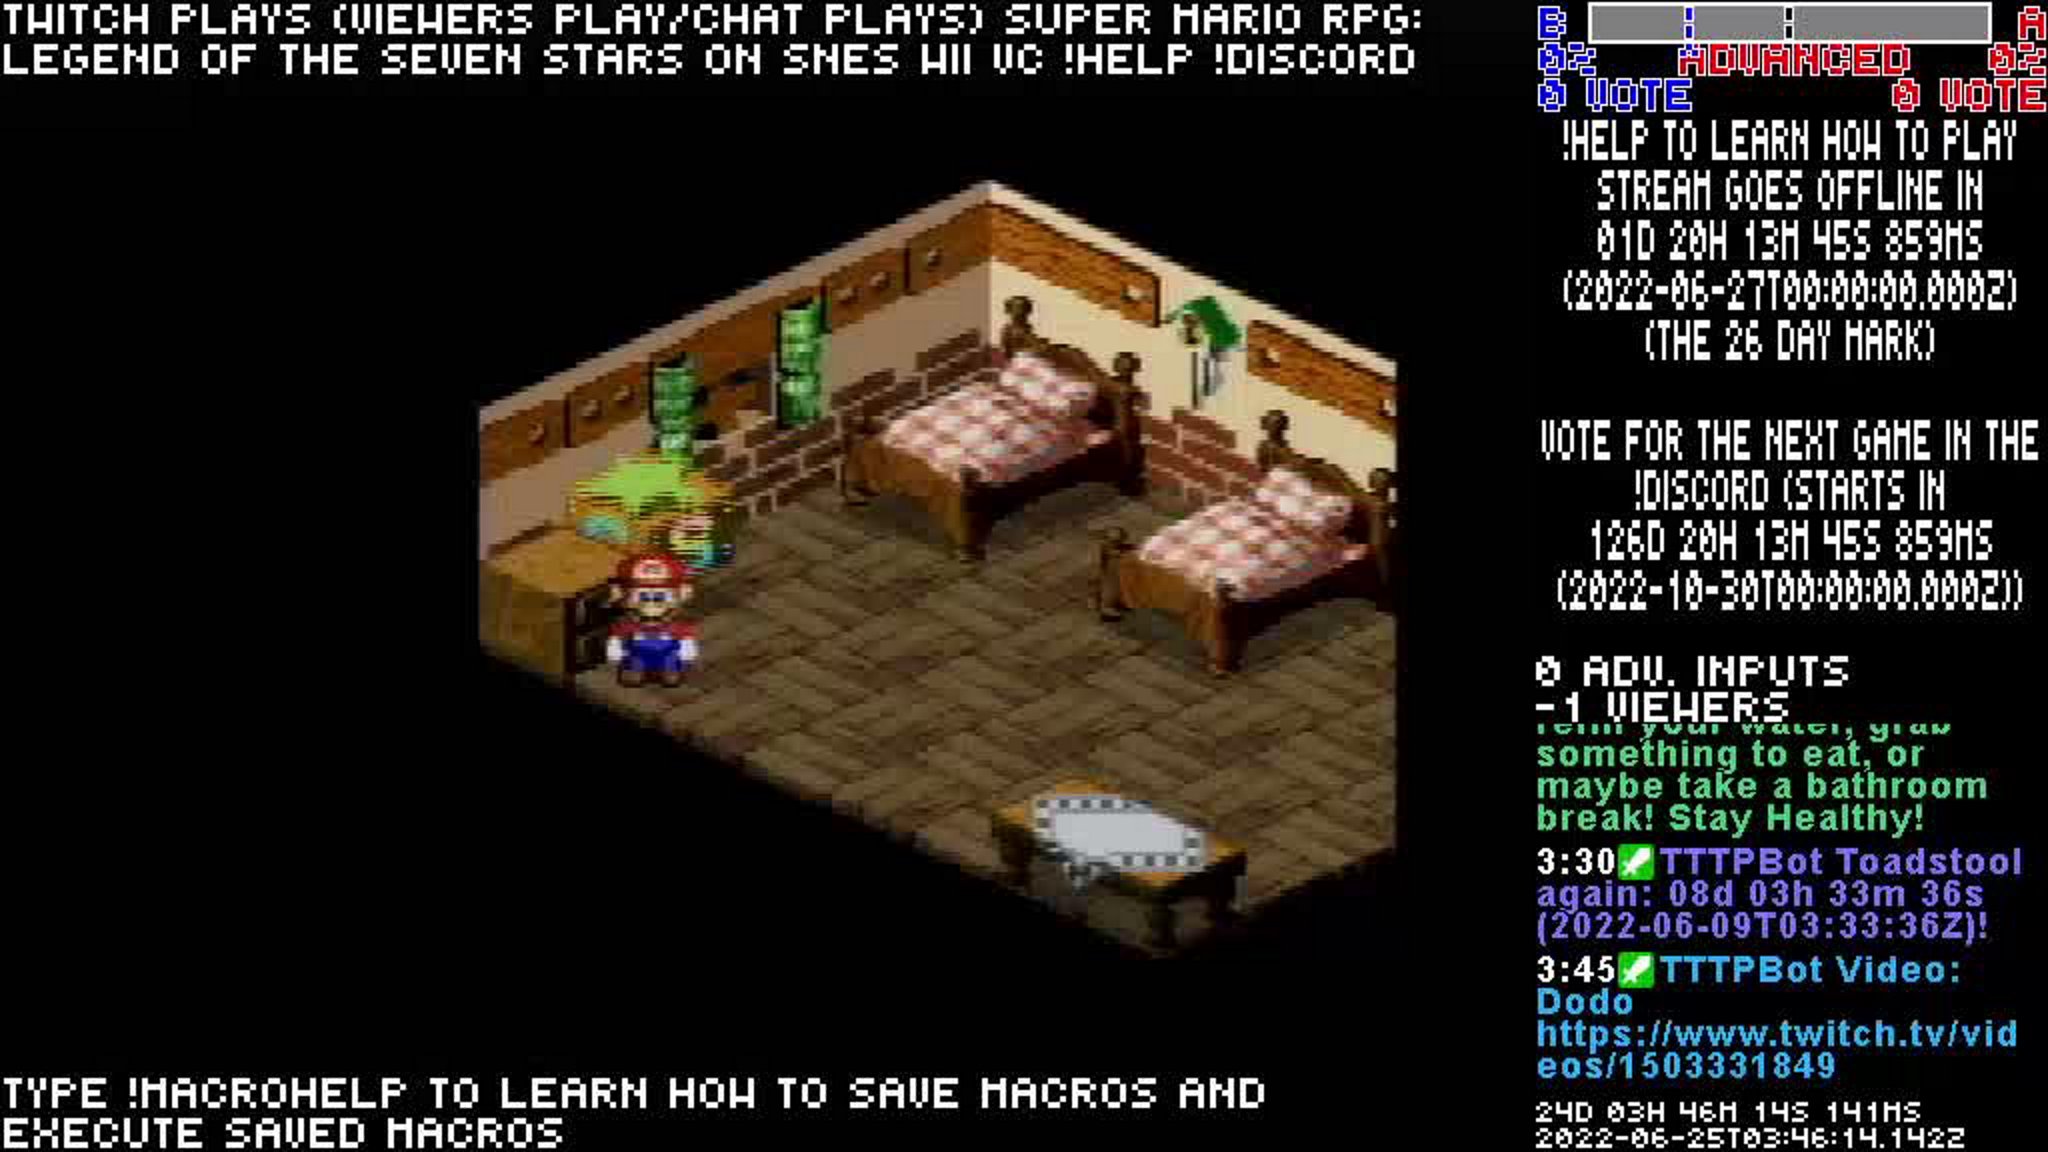 TWITCH PLAYS (VIEWERS PLAY/CHAT PLAYS) SUPER MARIO RPG:
LEGEND OF THE SEVEN STARS ON SNES WII VC !HELP !DISCORD
B A
0% ADVANCED 0%
0 VOTE 0 VOTE
!HELP TO LEARN HOW TO PLAY
STREAM GOES OFFLINE IN
01D 20H 13M 45S 859MS
(2022-06-27T00:00:00.000Z)
(THE 26 DAY MARK)
VOTE FOR THE NEXT GAME IN THE
!DISCORD (STARTS IN
126D 20H 13M 45S 859MS
(2022-10-30T00:00:00.000Z))
0 ADV. INPUTS
-1 VIEWERS
refill your water, grab
something to eat, or
maybe take a bathroom
break! Stay Healthy!
3:30 TTTPBot Toadstool
again: 08d 03h 33m 36s
(2022-06-09T03:33:36Z)!
3:45 TTTPBot Video:
Dodo
https://www.twitch.tv/vid
eos/1503331849
24D 03H 46M 14S 141MS
2022-06-25T03:46:14.142Z
TYPE !MACROHELP TO LEARN HOW TO SAVE MACROS AND
EXECUTE SAVED MACROS